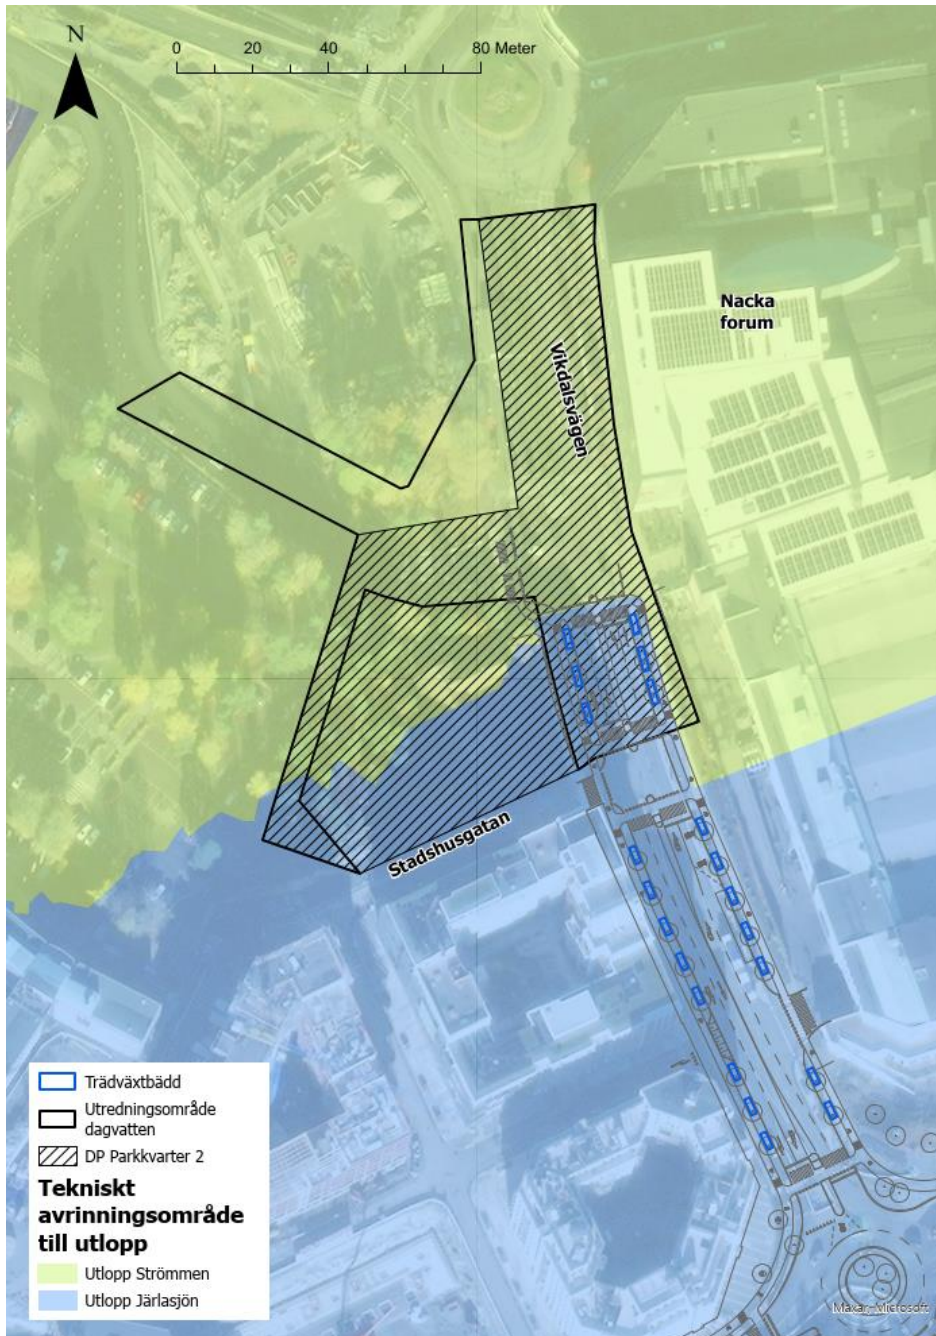 N
0 20 40 80 Meter
Nacka
forum
Vikdalsvägen
Stadshusgatan
Trädväxtbädd
Utredningsområde
dagvatten
DP Parkkvarter 2
Tekniskt
avrinningsområde
till utlopp
Utlopp Strömmen
Utlopp Järlasjön
Maxar, Microsoft